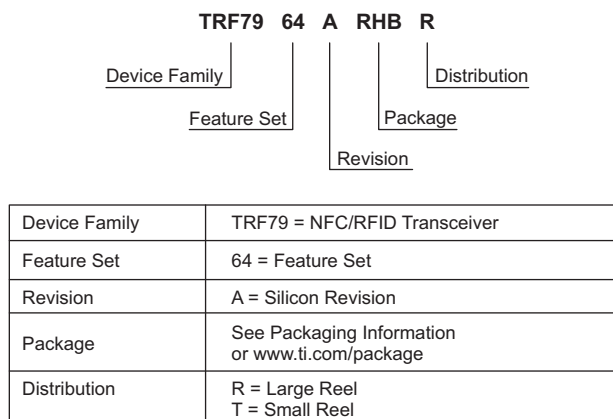 TRF79 64 A RHB R
Device Family
Distribution
Feature Set
Package
Revision
Device Family TRF79 = NFC/RFID Transceiver
Feature Set 64 = Feature Set
Revision A = Silicon Revision
Package See Packaging Information
or www.ti.com/package
Distribution R = Large Reel
T = Small Reel